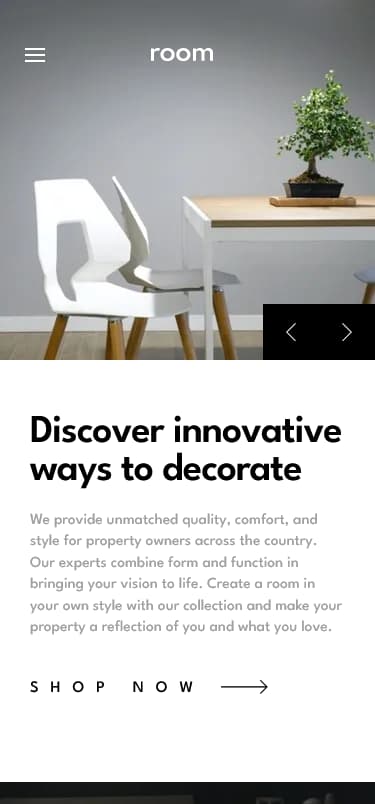 room
Discover innovative
ways to decorate
We provide unmatched quality, comfort, and
style for property owners across the country.
Our experts combine form and function in
bringing your vision to life. Create a room in
your own style with our collection and make your
property a reflection of you and what you love.
SHOP NOW